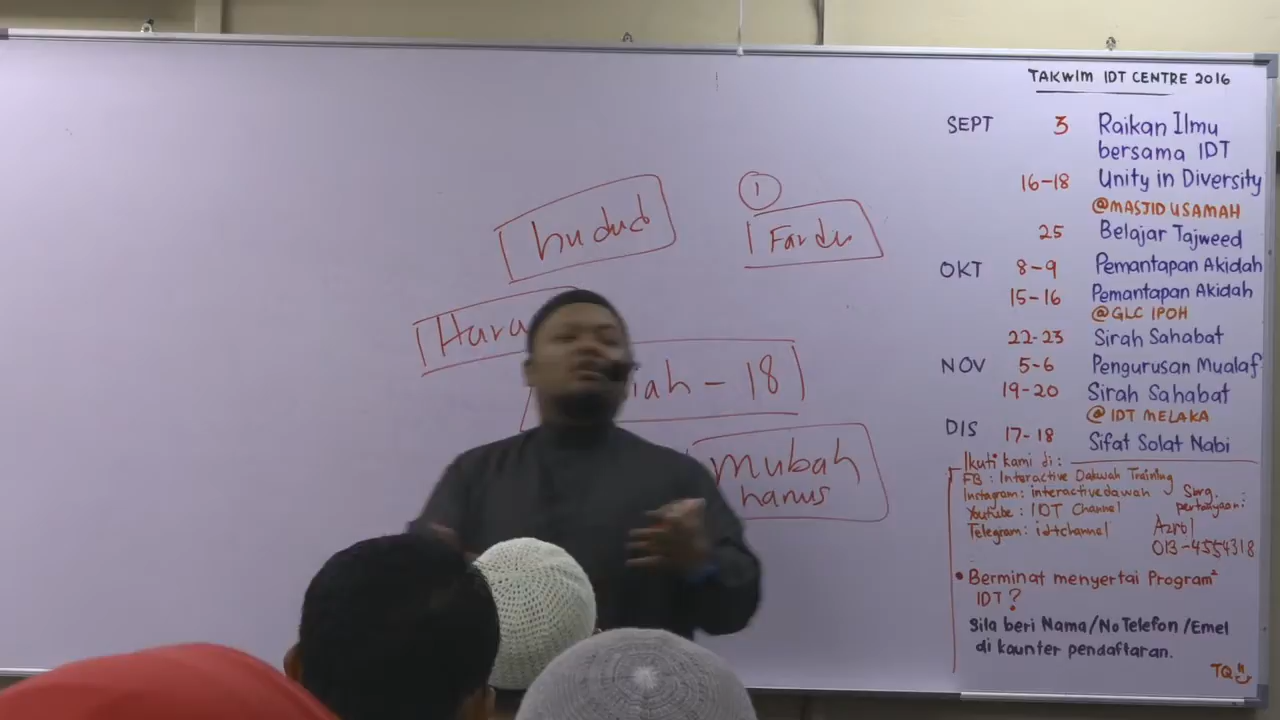 hudud
1
Fardu
iah - 18
mubah
harus
TAKWIM IDT CENTRE 2016
SEPT 3 Raikan Ilmu
bersama IDT
16-18 Unity in Diversity
@MASJID USAMAH
25 Belajar Tajweed
OKT 8-9 Pemantapan Akidah
15-16 Pemantapan Akidah
@GLC IPOH
22-23 Sirah Sahabat
NOV 5-6 Pengurusan Mualaf
19-20 Sirah Sahabat
@IDT MELAKA
DIS 17-18 Sifat Solat Nabi
Ikuti kami di:
FB: Interactive Dakwah Training
Instagram: interactivedawah
Youtube: IDT Channel
Telegram: idtchannel
Sbrg. pertanyaan:
Azrol
013-4554318
• Berminat menyertai Program²
IDT?
Sila beri Nama/No Telefon/Emel
di kaunter pendaftaran.
TQ